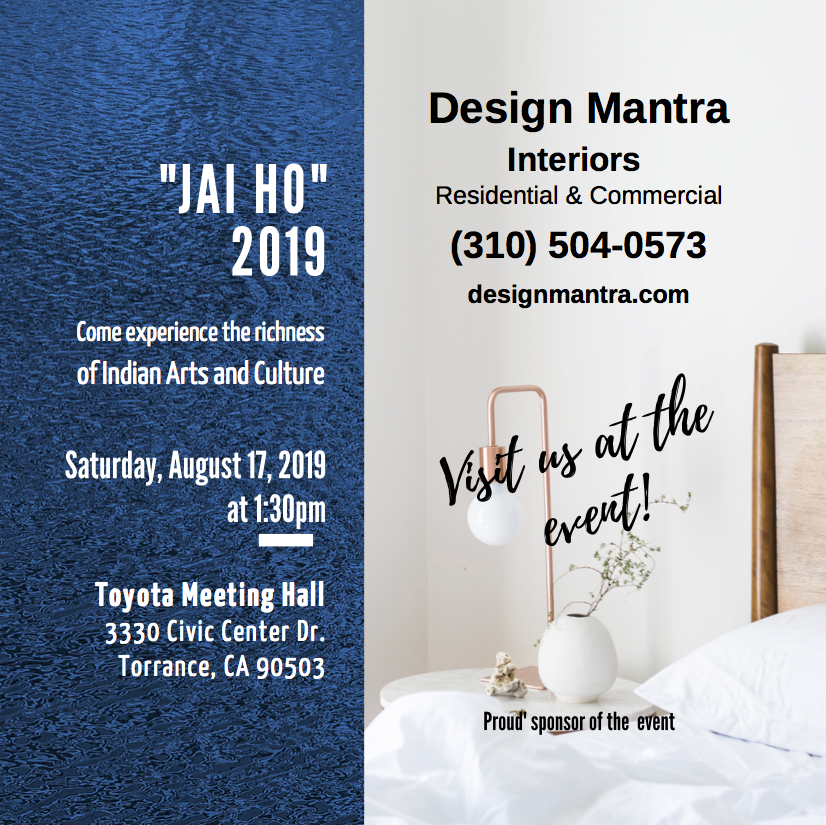 "JAI HO"
2019
Come experience the richness
of Indian Arts and Culture
Saturday, August 17, 2019
at 1:30pm
Toyota Meeting Hall
3330 Civic Center Dr.
Torrance, CA 90503
Design Mantra
Interiors
Residential & Commercial
(310) 504-0573
designmantra.com
Visit us at the
event!
Proud' sponsor of the event